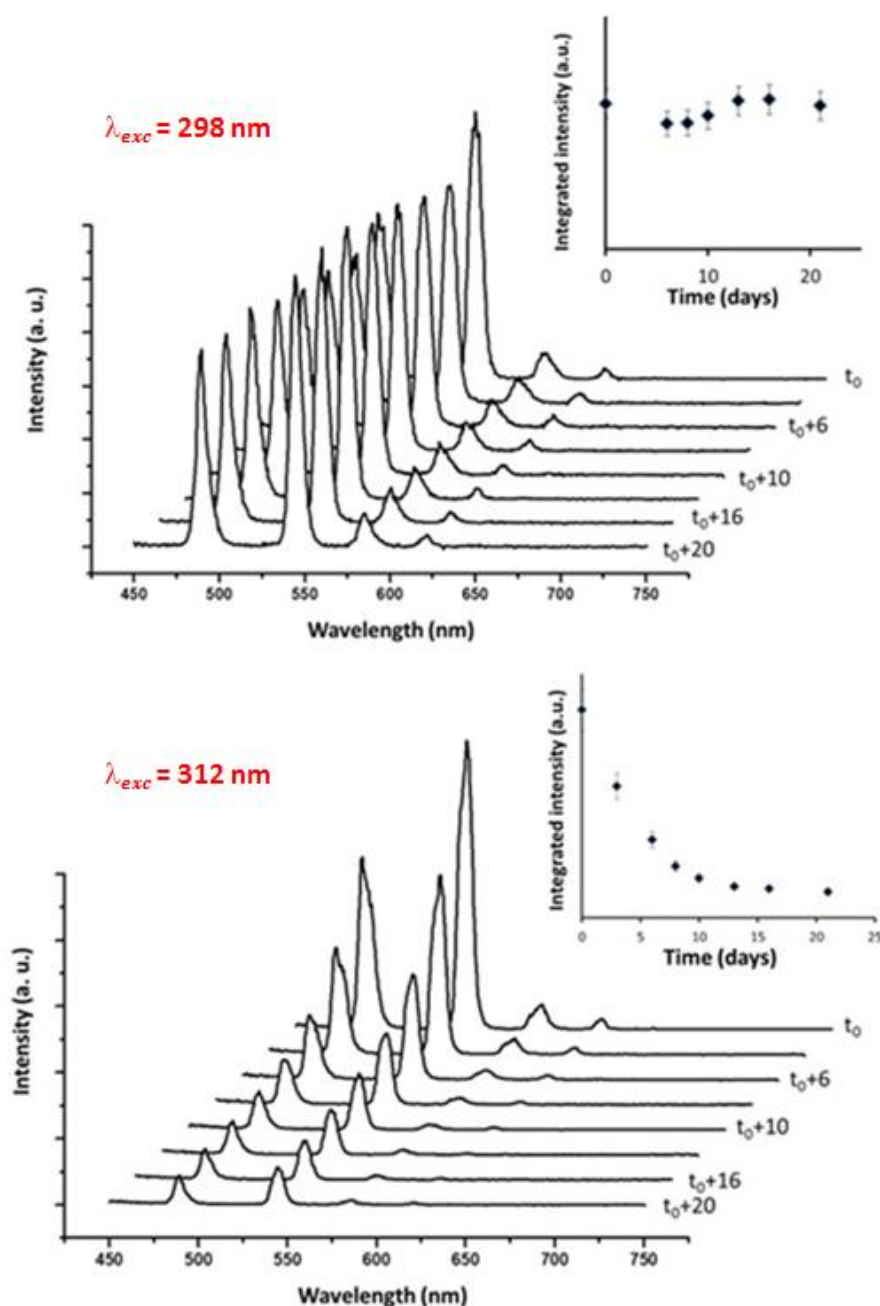 λexc = 298 nm
Integrated intensity (a.u.)
0 10 20
Time (days)
Intensity (a. u.)
t0
t0+6
t0+10
t0+16
t0+20
450 500 550 600 650 700 750
Wavelength (nm)
λexc = 312 nm
Integrated intensity (a.u.)
0 5 10 15 20 25
Time (days)
Intensity (a. u.)
t0
t0+6
t0+10
t0+16
t0+20
450 500 550 600 650 700 750
Wavelength (nm)